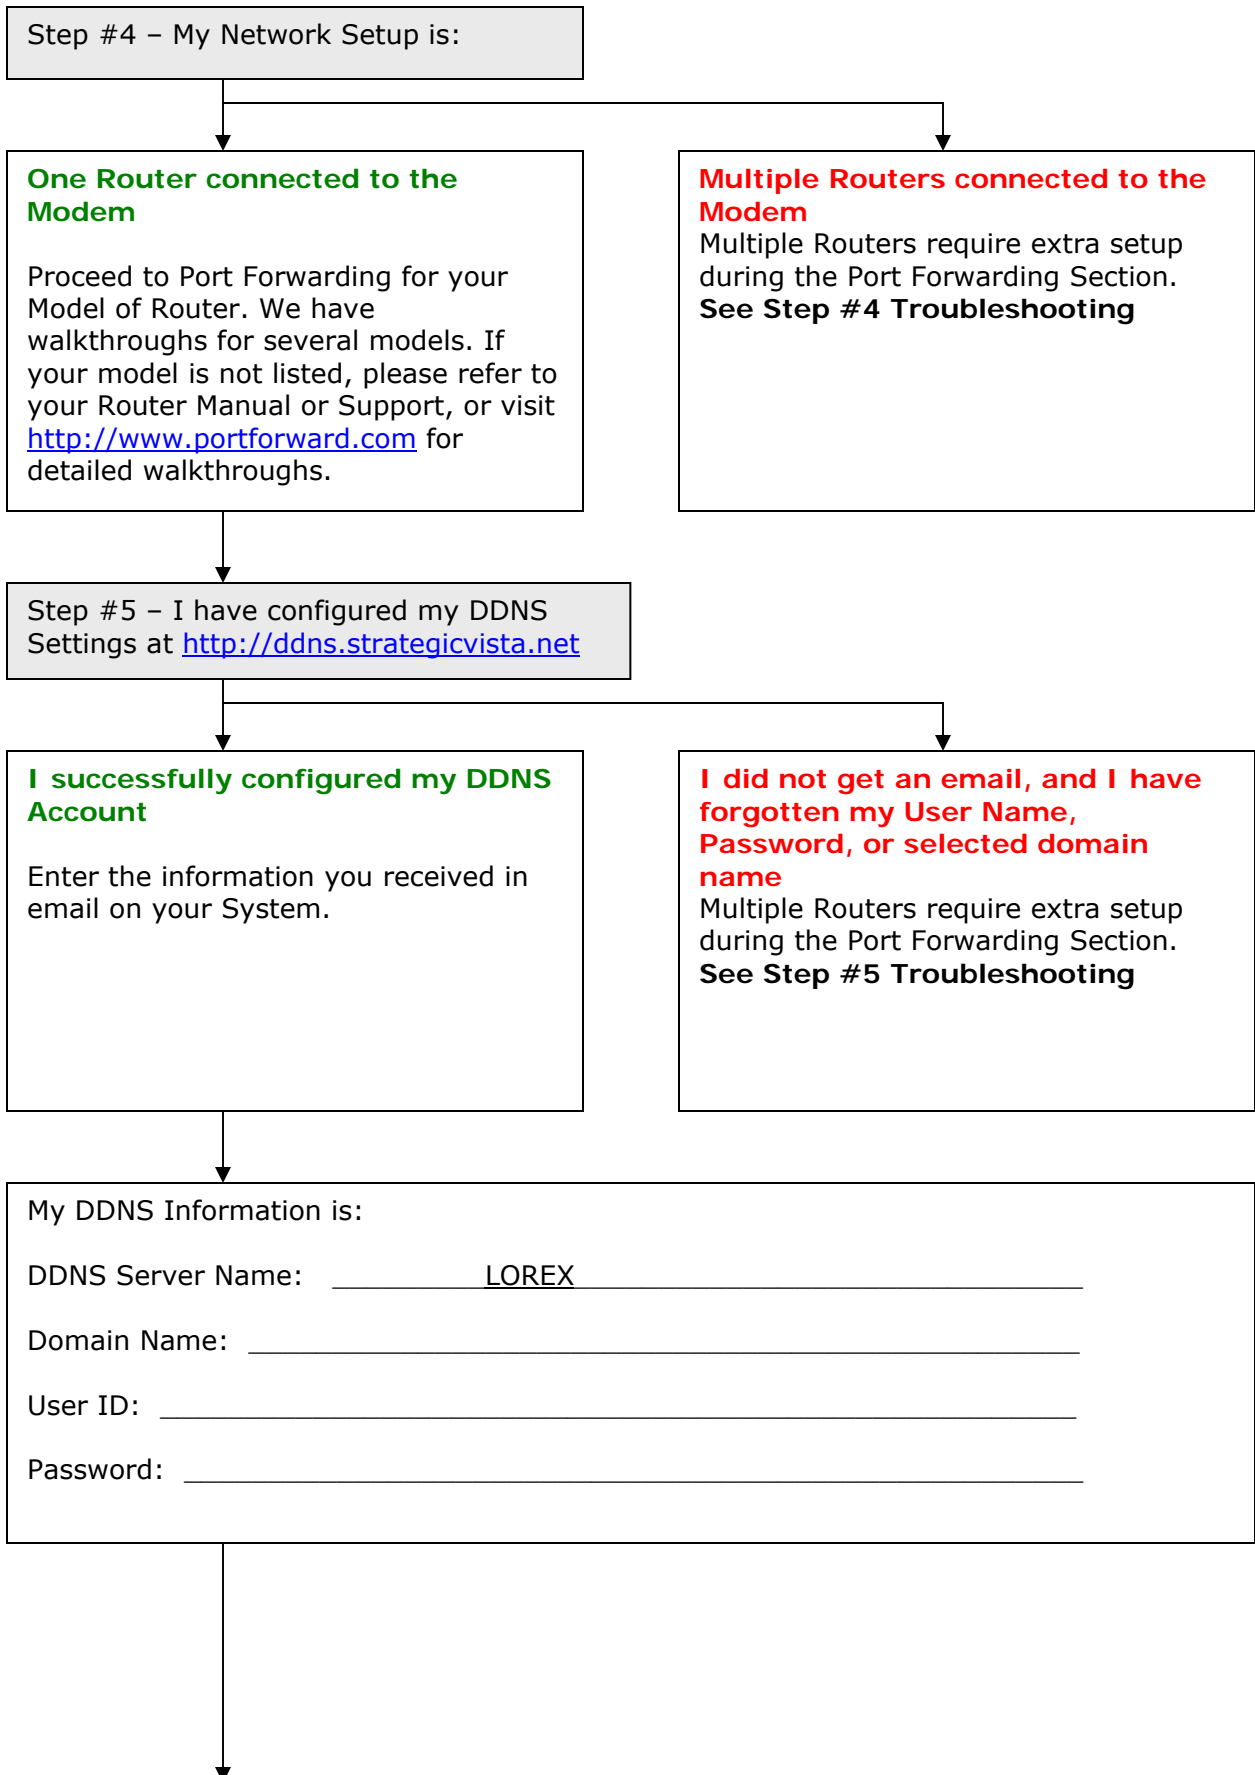 Step #4 – My Network Setup is:
One Router connected to the
Modem
Proceed to Port Forwarding for your
Model of Router. We have
walkthroughs for several models. If
your model is not listed, please refer to
your Router Manual or Support, or visit
http://www.portforward.com for
detailed walkthroughs.
Multiple Routers connected to the
Modem
Multiple Routers require extra setup
during the Port Forwarding Section.
See Step #4 Troubleshooting
Step #5 – I have configured my DDNS
Settings at http://ddns.strategicvista.net
I successfully configured my DDNS
Account
Enter the information you received in
email on your System.
I did not get an email, and I have
forgotten my User Name,
Password, or selected domain
name
Multiple Routers require extra setup
during the Port Forwarding Section.
See Step #5 Troubleshooting
My DDNS Information is:
DDNS Server Name: LOREX
Domain Name:
User ID:
Password: